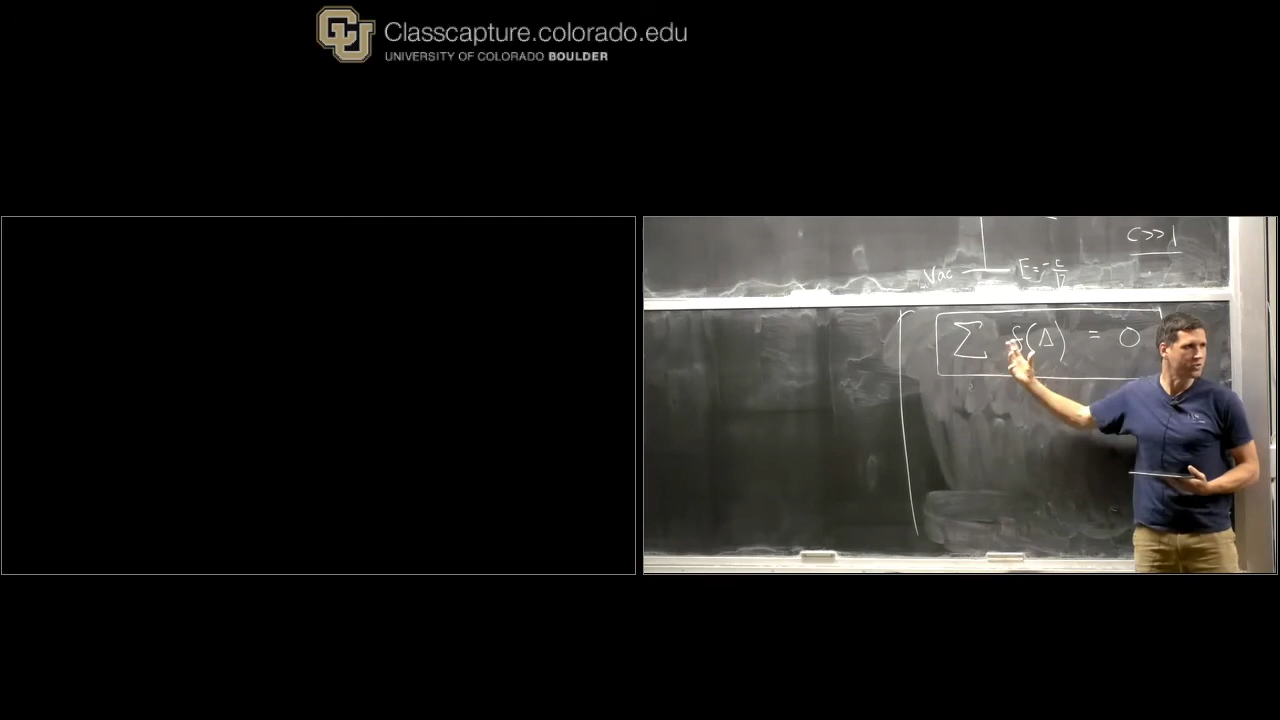 Classcapture.colorado.edu
UNIVERSITY OF COLORADO BOULDER
c >> 1
Vac E = -c/12
∑ f(Δ) = 0